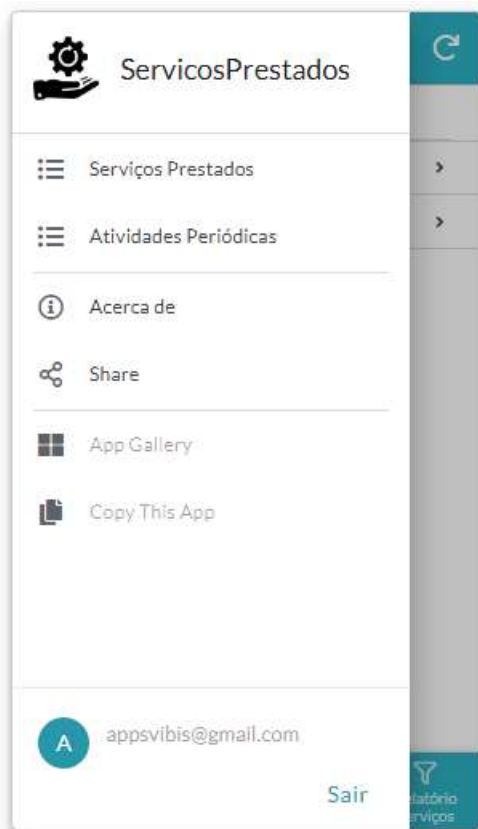 ServicosPrestados
Serviços Prestados
Atividades Periódicas
Acerca de
Share
App Gallery
Copy This App
A
appsvibis@gmail.com
Sair